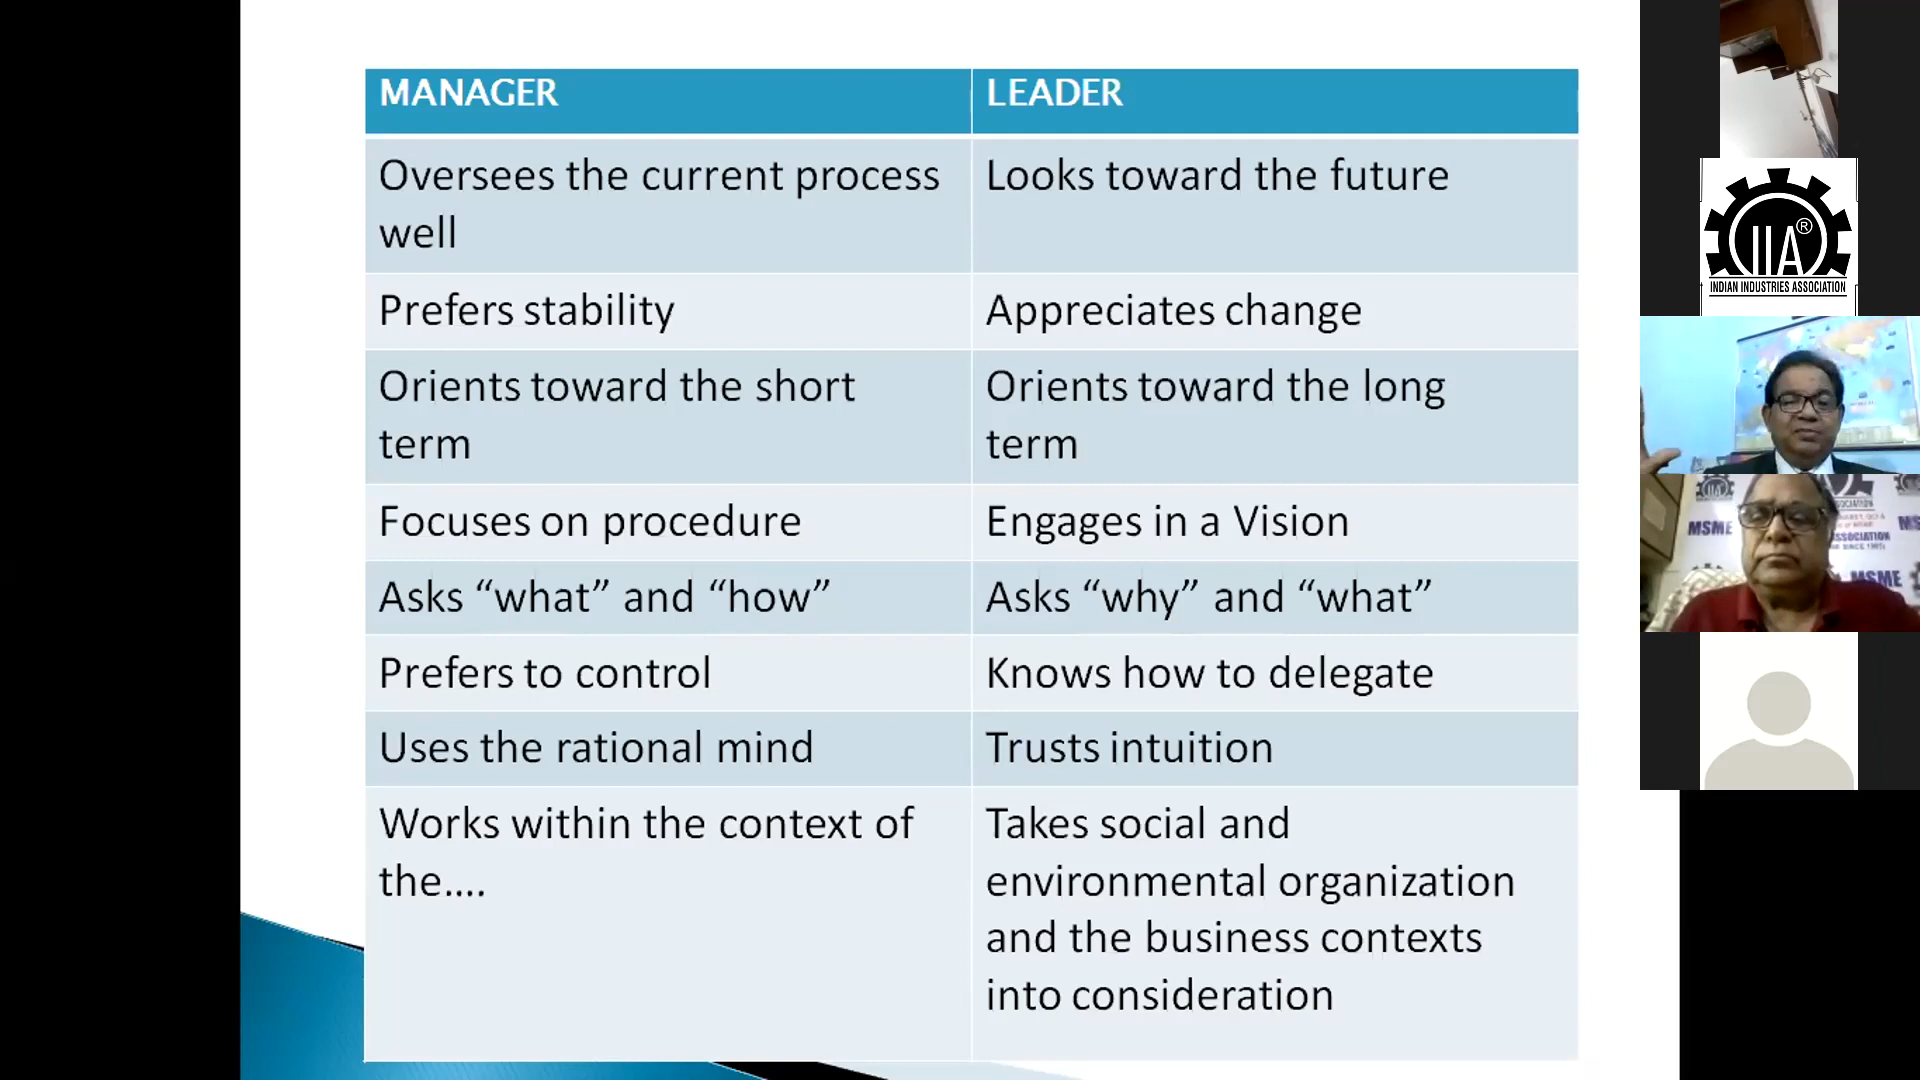 MANAGER
LEADER
Oversees the current process
well
Looks toward the future
Prefers stability
Appreciates change
Orients toward the short
term
Orients toward the long
term
Focuses on procedure
Engages in a Vision
Asks “what” and “how”
Asks “why” and “what”
Prefers to control
Knows how to delegate
Uses the rational mind
Trusts intuition
Works within the context of
the....
Takes social and
environmental organization
and the business contexts
into consideration
IIA®
INDIAN INDUSTRIES ASSOCIATION
MSME
ASSOCIATION
MSME